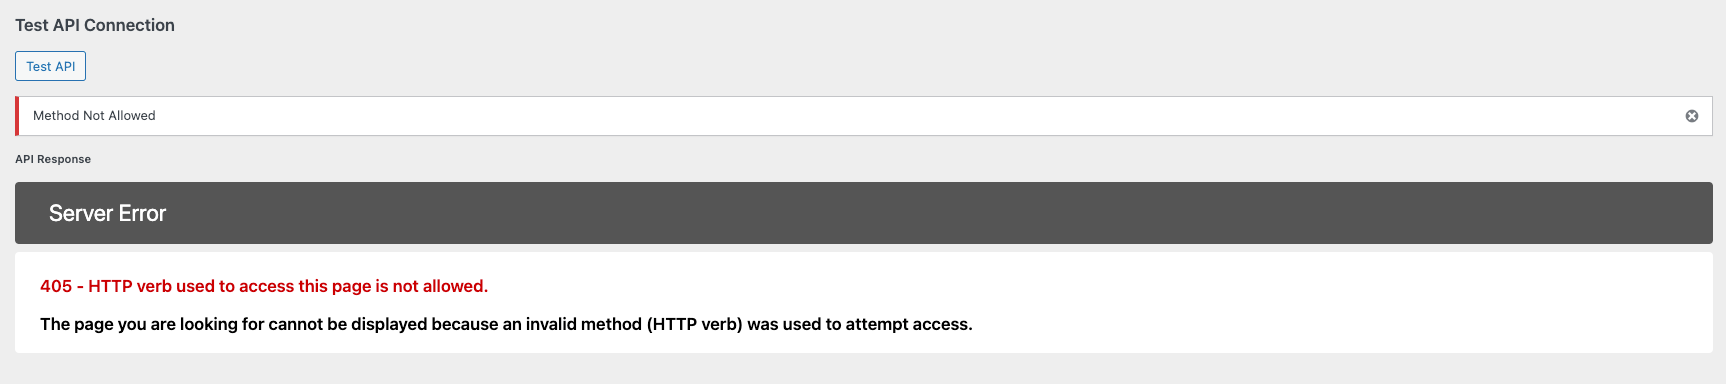 Test API Connection
Test API
Method Not Allowed
API Response
Server Error
405 - HTTP verb used to access this page is not allowed.
The page you are looking for cannot be displayed because an invalid method (HTTP verb) was used to attempt access.